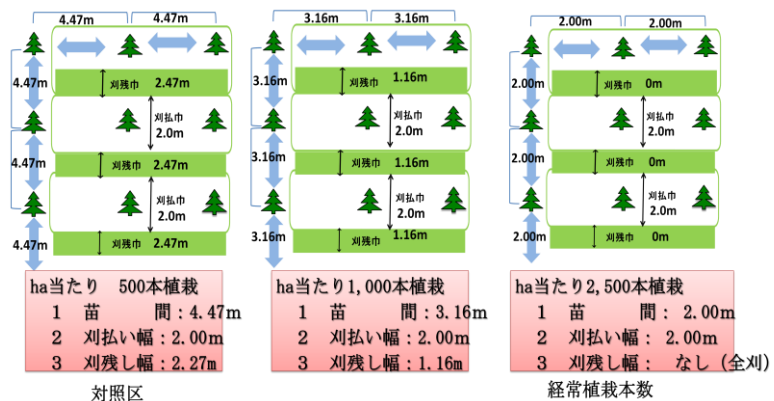 4.47m 4.47m
4.47m
刈残巾 2.47m
刈払巾
2.0m
4.47m
刈残巾 2.47m
刈払巾
2.0m
4.47m
刈残巾 2.47m
ha当たり 500本植栽
1 苗 間：4.47m
2 刈払い幅：2.00m
3 刈残し幅：2.27m
対照区
3.16m 3.16m
3.16m
刈残巾 1.16m
刈払巾
2.0m
3.16m
刈残巾 1.16m
刈払巾
2.0m
3.16m
刈残巾 1.16m
ha当たり1,000本植栽
1 苗 間：3.16m
2 刈払い幅：2.00m
3 刈残し幅：1.16m
2.00m 2.00m
2.00m
刈残巾 0m
刈払巾
2.0m
2.00m
刈残巾 0m
刈払巾
2.0m
2.00m
刈残巾 0m
ha当たり2,500本植栽
1 苗 間： 2.00m
2 刈払い幅： 2.00m
3 刈残し幅： なし（全刈）
経常植栽本数